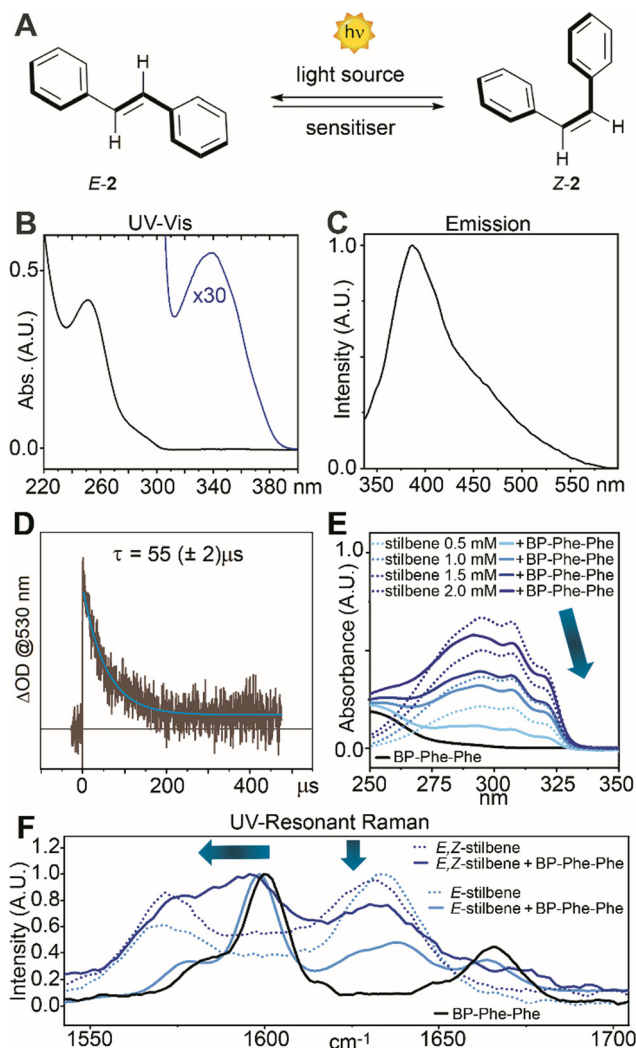 A
hν
light source
sensitiser
H
H
H
H
E-2
Z-2
B
UV-Vis
0.5
0.0
Abs. (A.U.)
x30
220 260 300 340 380 nm
C
Emission
1.0
0.0
Intensity (A.U.)
350 400 450 500 550 nm
D
τ = 55 (± 2)μs
ΔOD @530 nm
0 200 400 μs
E
stilbene 0.5 mM + BP-Phe-Phe
stilbene 1.0 mM + BP-Phe-Phe
stilbene 1.5 mM + BP-Phe-Phe
stilbene 2.0 mM + BP-Phe-Phe
1.0
0.0
Absorbance (A.U.)
BP-Phe-Phe
250 275 300 325 350
nm
F
UV-Resonant Raman
1.2
1.0
0.8
0.6
0.4
0.2
0.0
Intensity (A.U.)
E,Z-stilbene
E,Z-stilbene + BP-Phe-Phe
E-stilbene
E-stilbene + BP-Phe-Phe
BP-Phe-Phe
1550 1600 cm⁻¹ 1650 1700